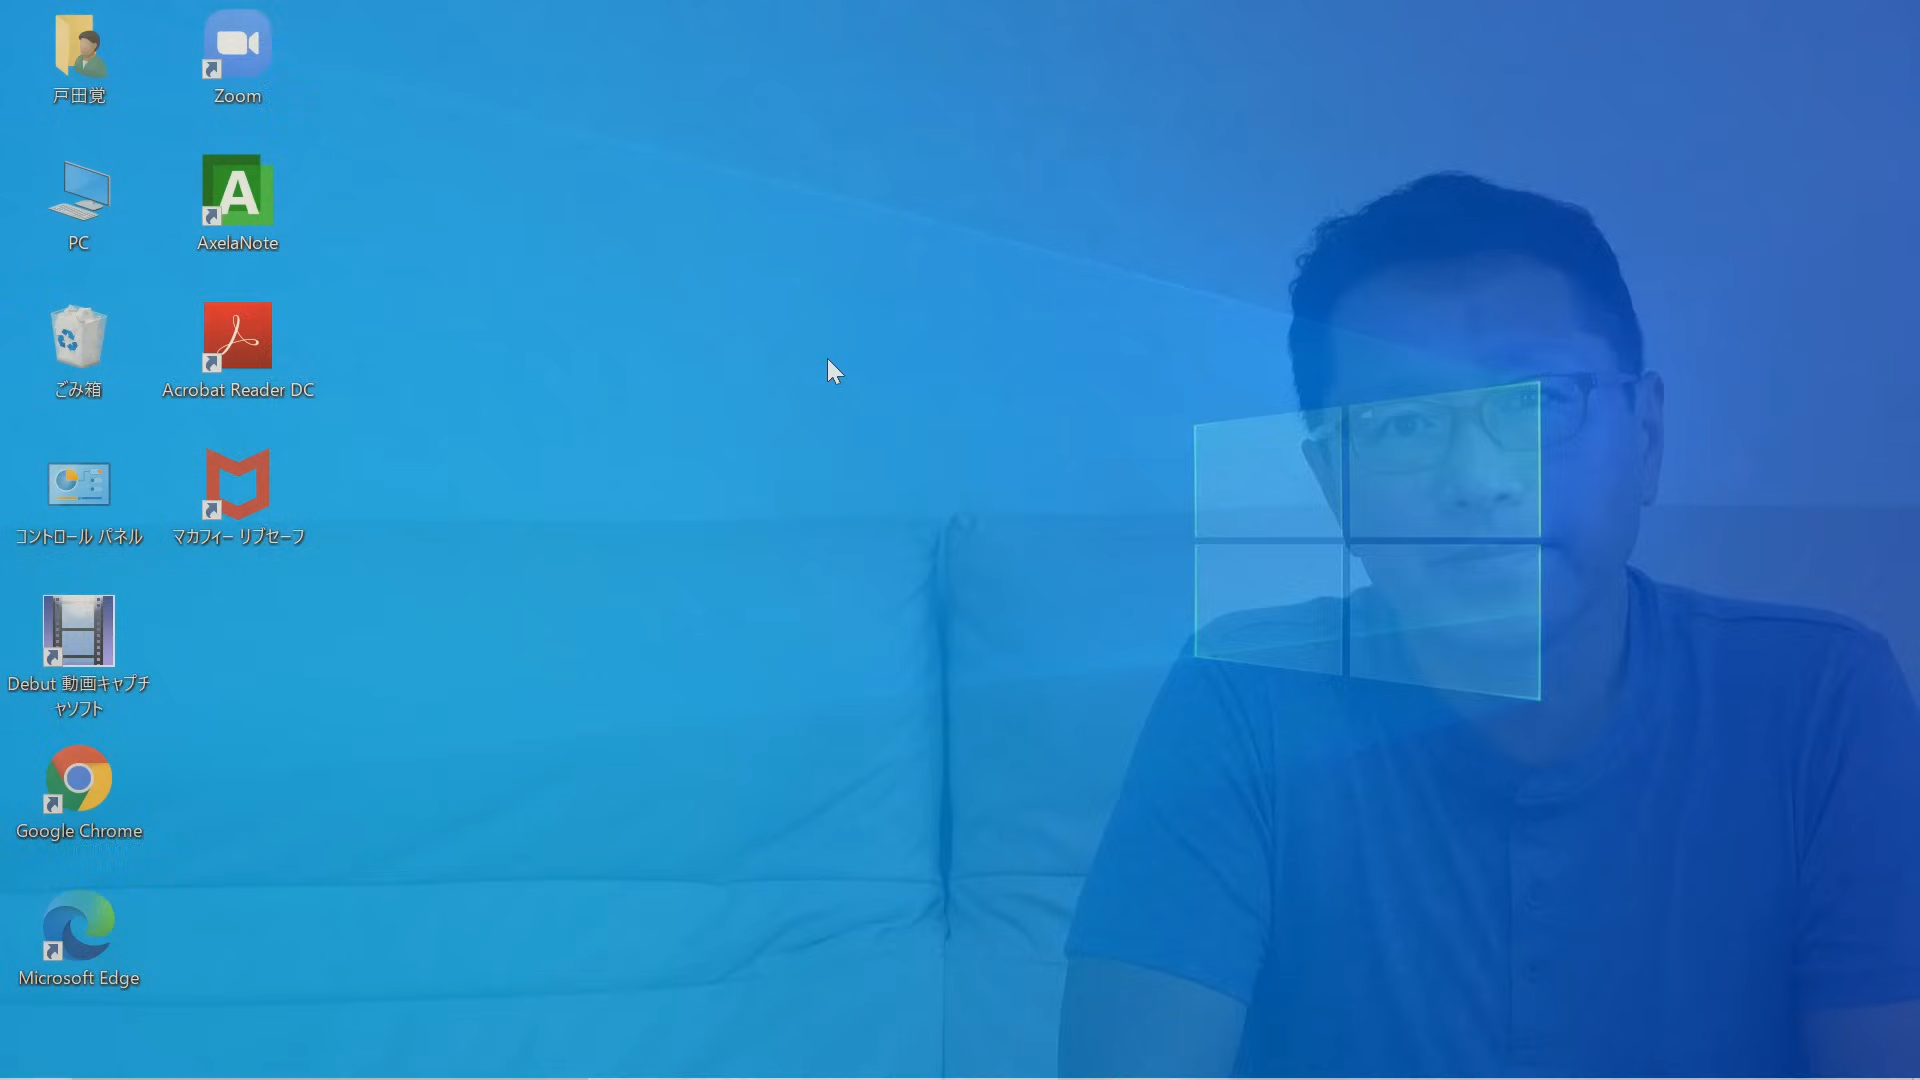 戸田覚
Zoom
PC
AxelaNote
ごみ箱
Acrobat Reader DC
コントロール パネル
マカフィー リブセーフ
Debut 動画キャプチ
ャソフト
Google Chrome
Microsoft Edge